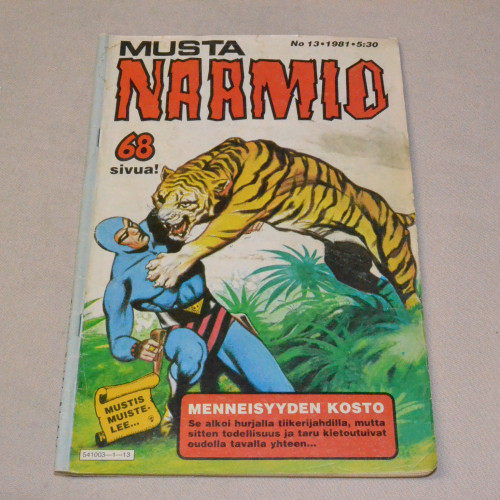 MUSTA
No 13•1981•5:30
NAAMIO
68
sivua!
MUSTIS
MUISTE-
LEE...
MENNEISYYDEN KOSTO
Se alkoi hurjalla tiikerijahdilla, mutta
sitten todellisuus ja taru kietoutuivat
oudolla tavalla yhteen...
541003—1—13